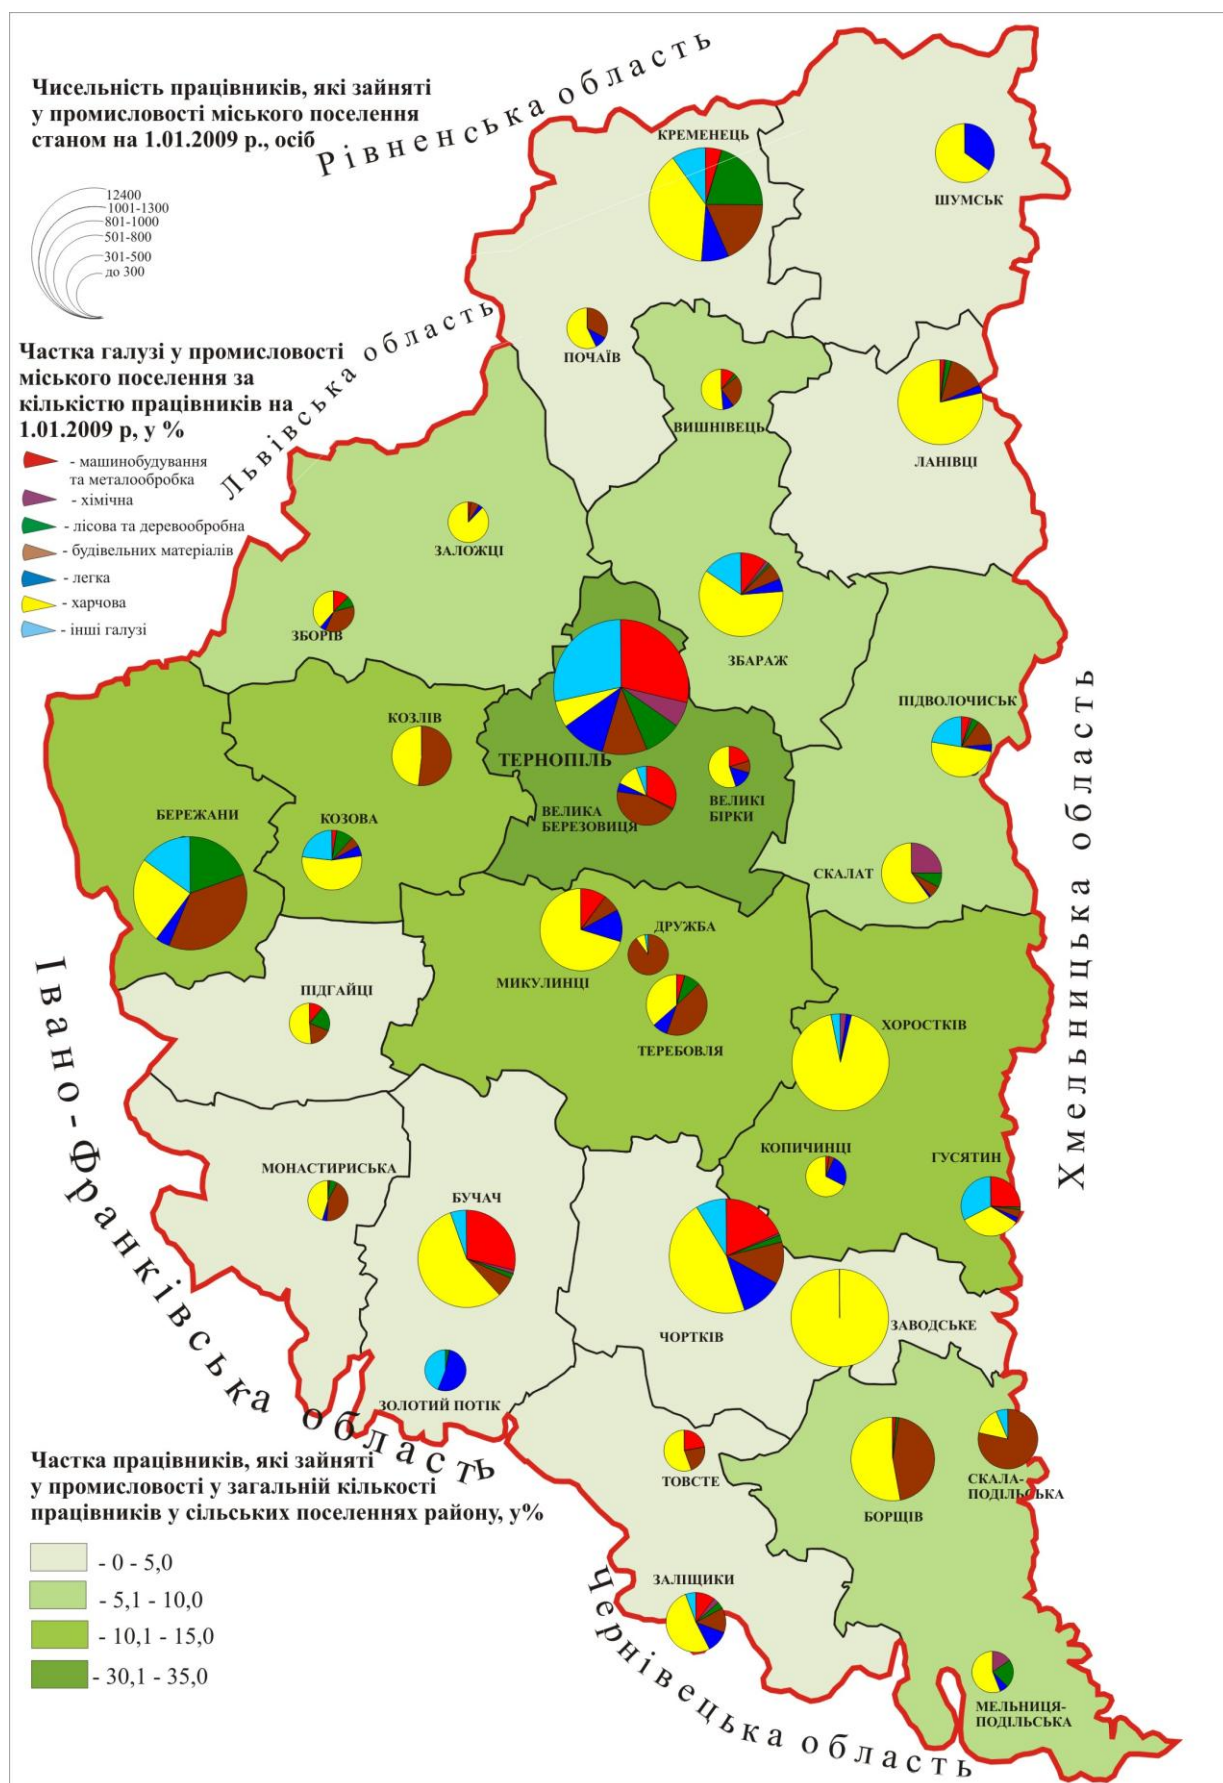 Чисельність працівників, які зайняті
у промисловості міського поселення
станом на 1.01.2009 р., осіб
12400
1001-1300
801-1000
501-800
301-500
до 300
Частка галузі у промисловості
міського поселення за
кількістю працівників на
1.01.2009 р, у %
- машинобудування
та металообробка
- хімічна
- лісова та деревообробна
- будівельних матеріалів
- легка
- харчова
- інші галузі
Рівненська область
Львівська область
Хмельницька область
Івано-Франківська область
Чернівецька область
КРЕМЕНЕЦЬ
ШУМСЬК
ПОЧАЇВ
ВИШНІВЕЦЬ
ЛАНІВЦІ
ЗАЛОЖЦІ
ЗБОРІВ
ЗБАРАЖ
ПІДВОЛОЧИСЬК
КОЗЛІВ
ТЕРНОПІЛЬ
ВЕЛИКА
БЕРЕЗОВИЦЯ
ВЕЛИКІ
БІРКИ
БЕРЕЖАНИ
КОЗОВА
СКАЛАТ
МИКУЛИНЦІ
ДРУЖБА
ПІДГАЙЦІ
ТЕРЕБОВЛЯ
ХОРОСТКІВ
КОПИЧИНЦІ
ГУСЯТИН
МОНАСТИРИСЬКА
БУЧАЧ
ЧОРТКІВ
ЗАВОДСЬКЕ
ЗОЛОТИЙ ПОТІК
ТОВСТЕ
БОРЩІВ
СКАЛА-
ПОДІЛЬСЬКА
ЗАЛІЩИКИ
МЕЛЬНИЦЯ-
ПОДІЛЬСЬКА
Частка працівників, які зайняті
у промисловості у загальній кількості
працівників у сільських поселеннях району, у%
- 0 - 5,0
- 5,1 - 10,0
- 10,1 - 15,0
- 30,1 - 35,0